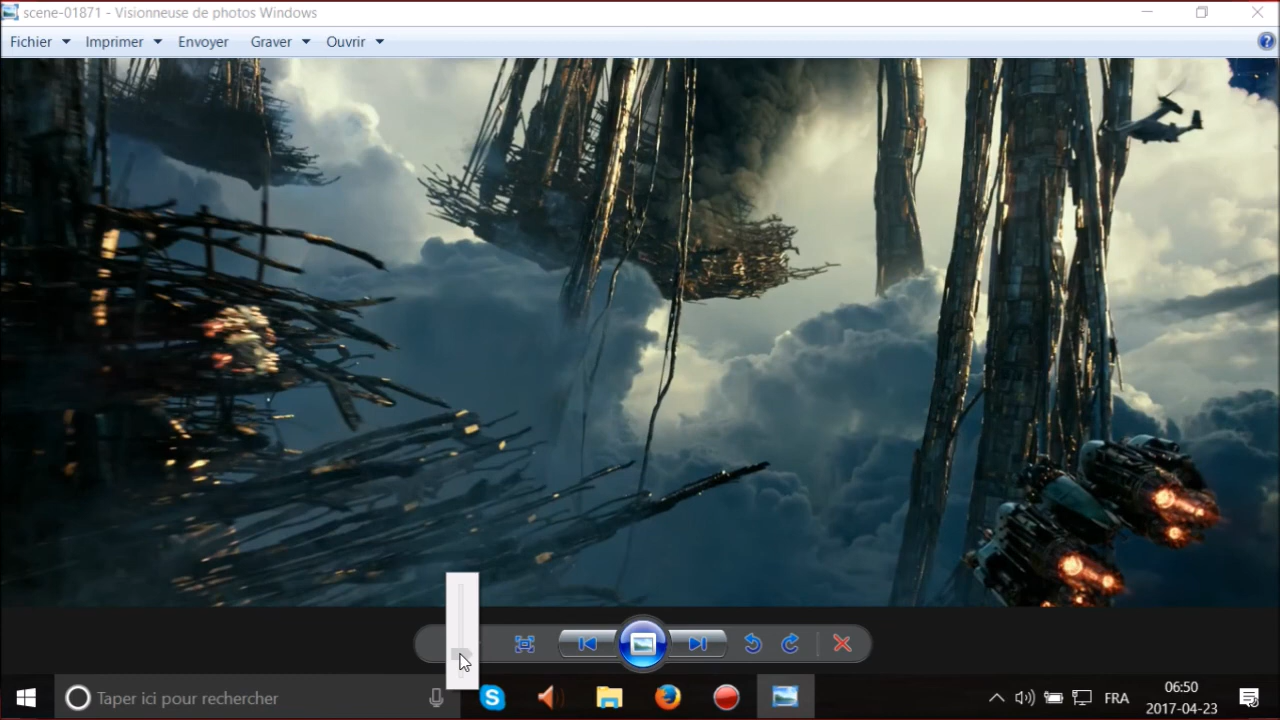 scene-01871 - Visionneuse de photos Windows
Fichier Imprimer Envoyer Graver Ouvrir
Taper ici pour rechercher
FRA
06:50
2017-04-23